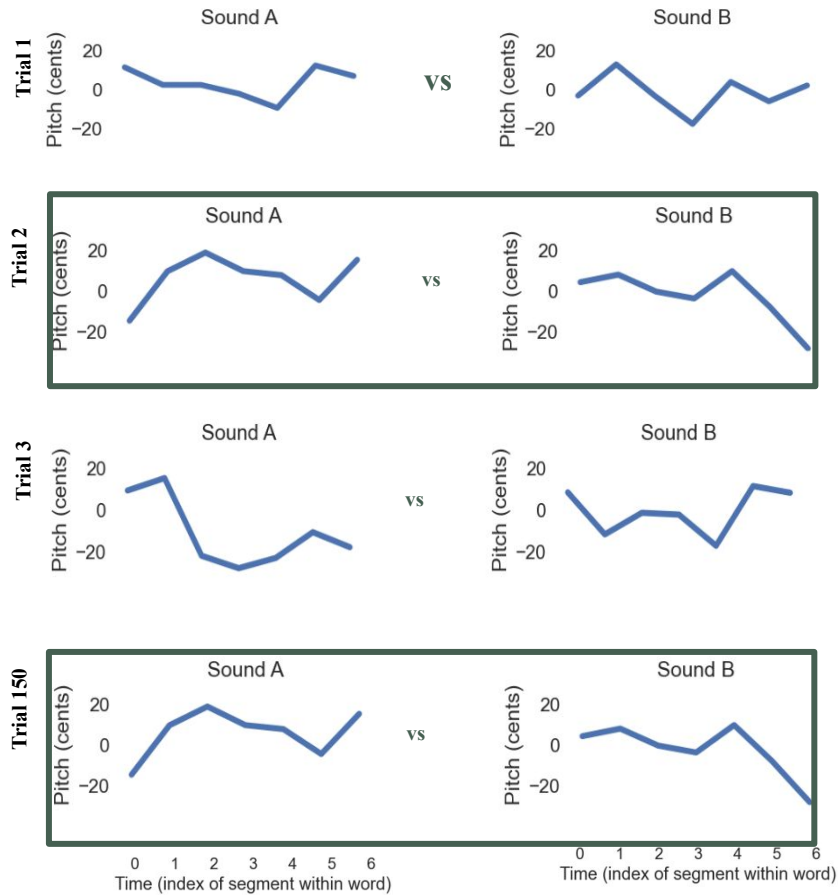 Trial 1
Sound A
Pitch (cents)
20
0
−20
vs
Sound B
Pitch (cents)
20
0
−20
Trial 2
Sound A
Pitch (cents)
20
0
−20
vs
Sound B
Pitch (cents)
20
0
−20
Trial 3
Sound A
Pitch (cents)
20
0
−20
vs
Sound B
Pitch (cents)
20
0
−20
Trial 150
Sound A
Pitch (cents)
20
0
−20
vs
Sound B
Pitch (cents)
20
0
−20
0 1 2 3 4 5 6
Time (index of segment within word)
0 1 2 3 4 5 6
Time (index of segment within word)